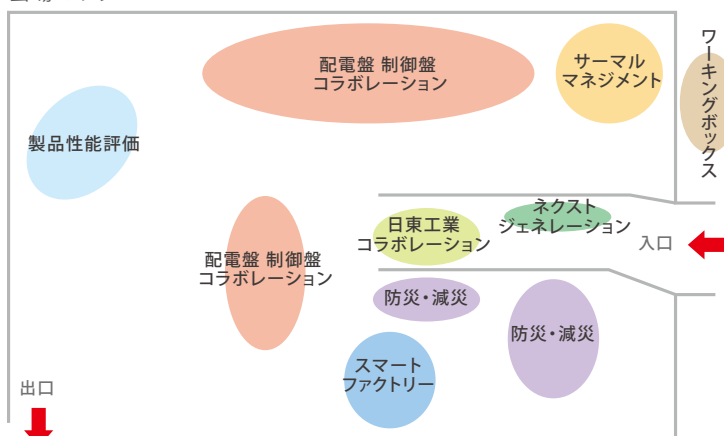 配電盤 制御盤
コラボレーション
サーマル
マネジメント
ワーキングボックス
製品性能評価
ネクスト
ジェネレーション
日東工業
コラボレーション
入口
配電盤 制御盤
コラボレーション
防災・減災
防災・減災
スマート
ファクトリー
出口